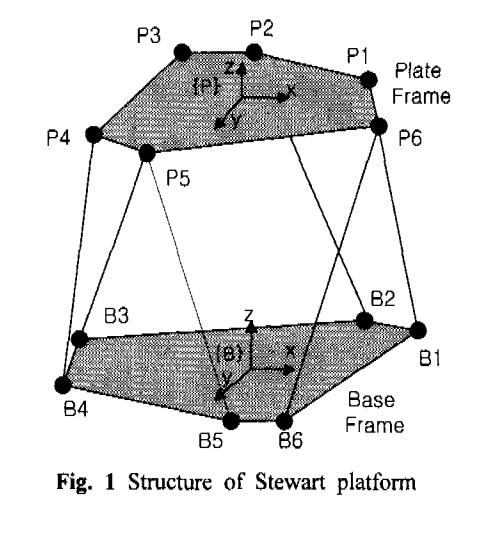 P3
P2
P1
Plate
Frame
z
{P}
x
y
P4
P6
P5
B3
B2
z
{B}
x
y
B1
B4
Base
Frame
B5
B6
Fig. 1 Structure of Stewart platform